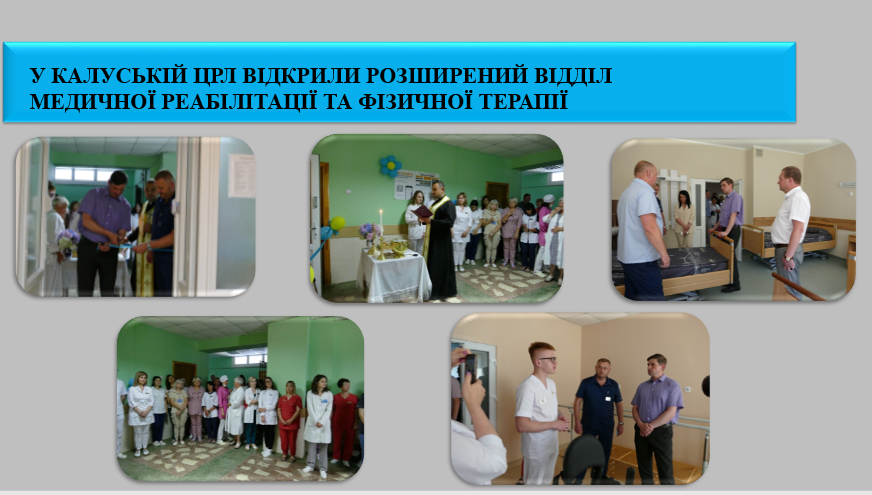 У КАЛУСЬКІЙ ЦРЛ ВІДКРИЛИ РОЗШИРЕНИЙ ВІДДІЛ
МЕДИЧНОЇ РЕАБІЛІТАЦІЇ ТА ФІЗИЧНОЇ ТЕРАПІЇ